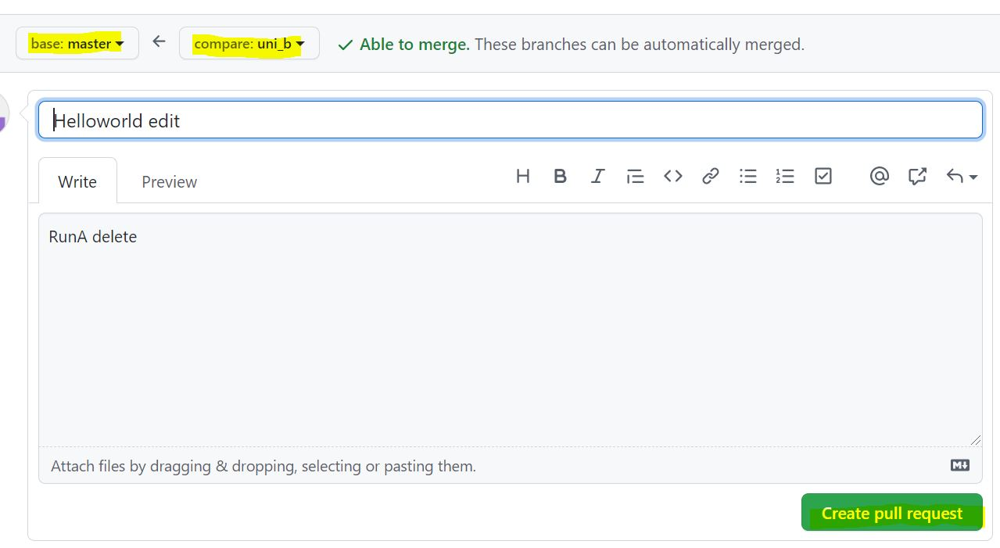 base: master compare: uni_b Able to merge. These branches can be automatically merged.
Helloworld edit
Write Preview
RunA delete
Attach files by dragging & dropping, selecting or pasting them.
Create pull request